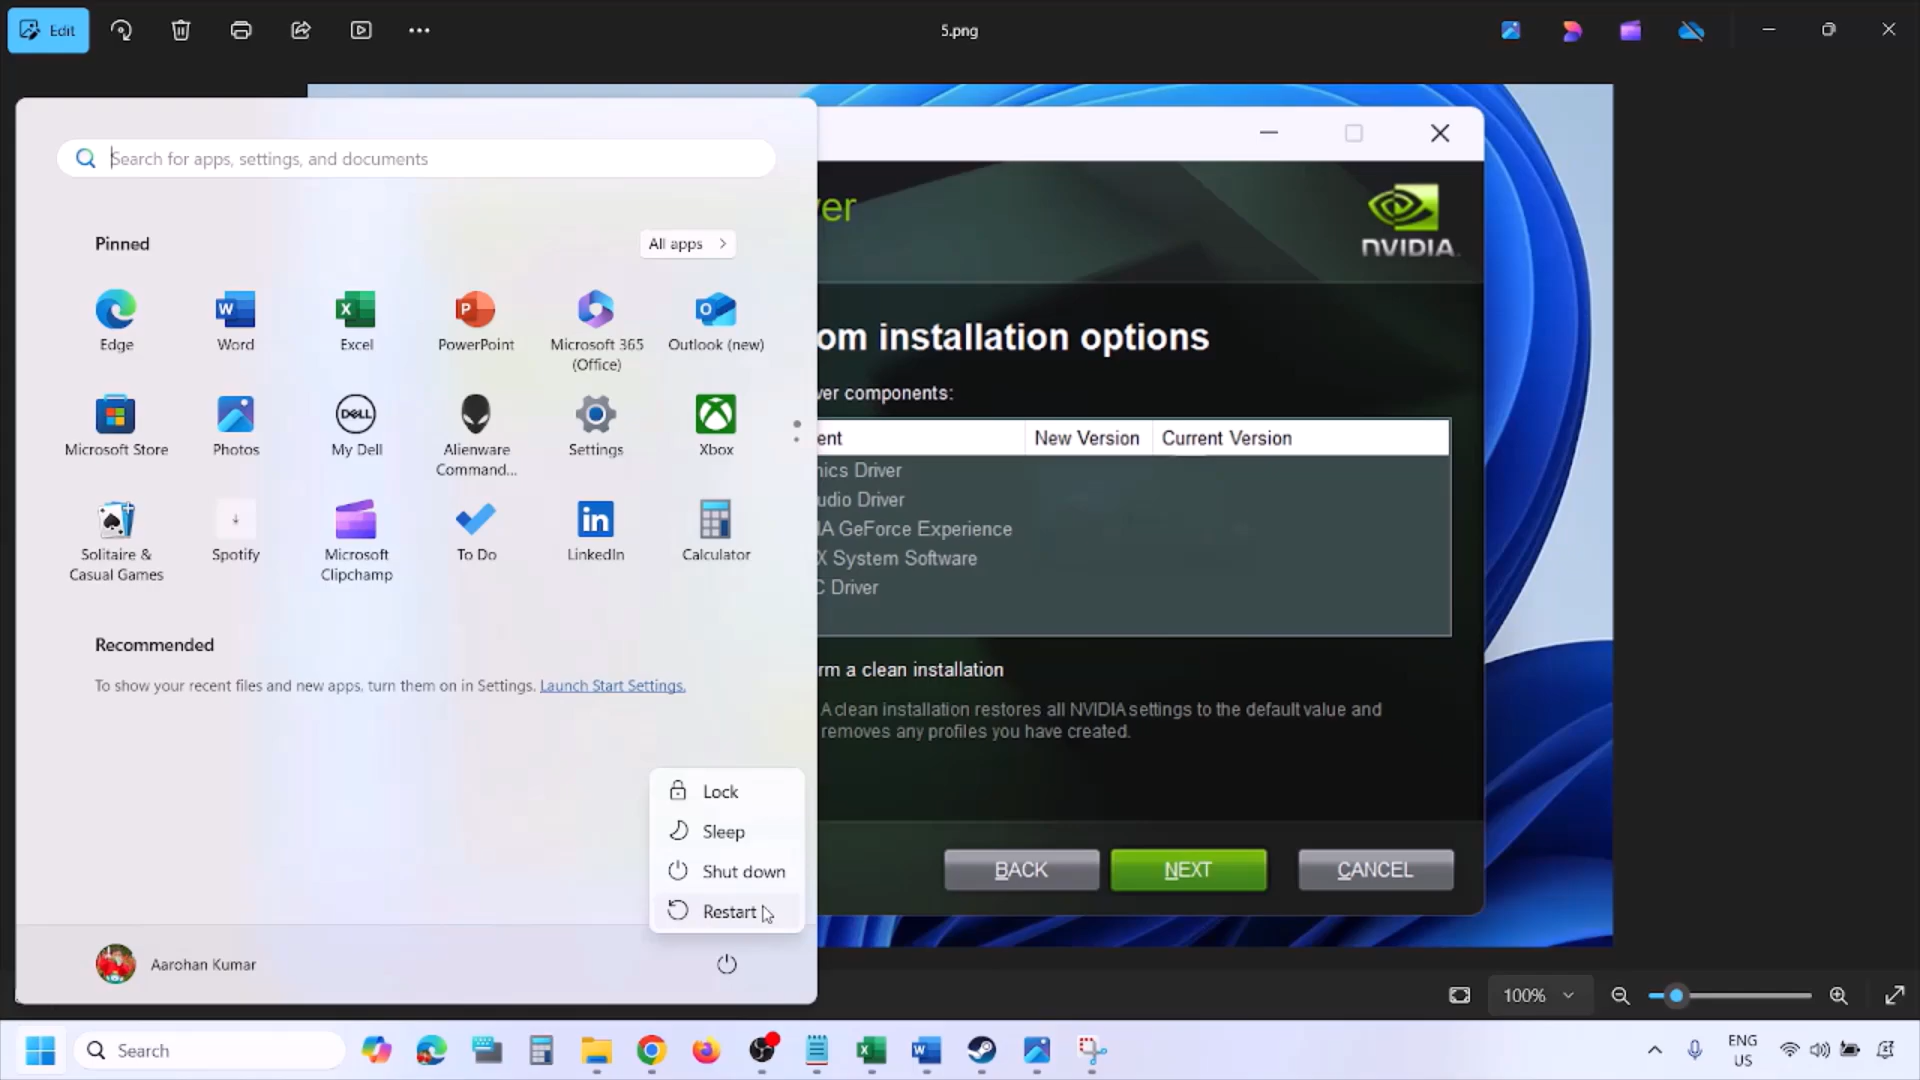 Edit
5.png
Search for apps, settings, and documents
Pinned
All apps
Edge
Word
Excel
PowerPoint
Microsoft 365
(Office)
Outlook (new)
Microsoft Store
Photos
My Dell
Alienware
Command...
Settings
Xbox
Solitaire &
Casual Games
Spotify
Microsoft
Clipchamp
To Do
LinkedIn
Calculator
Recommended
To show your recent files and new apps, turn them on in Settings. Launch Start Settings.
Lock
Sleep
Shut down
Restart
Aarohan Kumar
ver
NVIDIA.
om installation options
ver components:
ent New Version Current Version
nics Driver
udio Driver
IA GeForce Experience
X System Software
C Driver
rm a clean installation
A clean installation restores all NVIDIA settings to the default value and
removes any profiles you have created.
BACK NEXT CANCEL
100%
Search
ENG
US